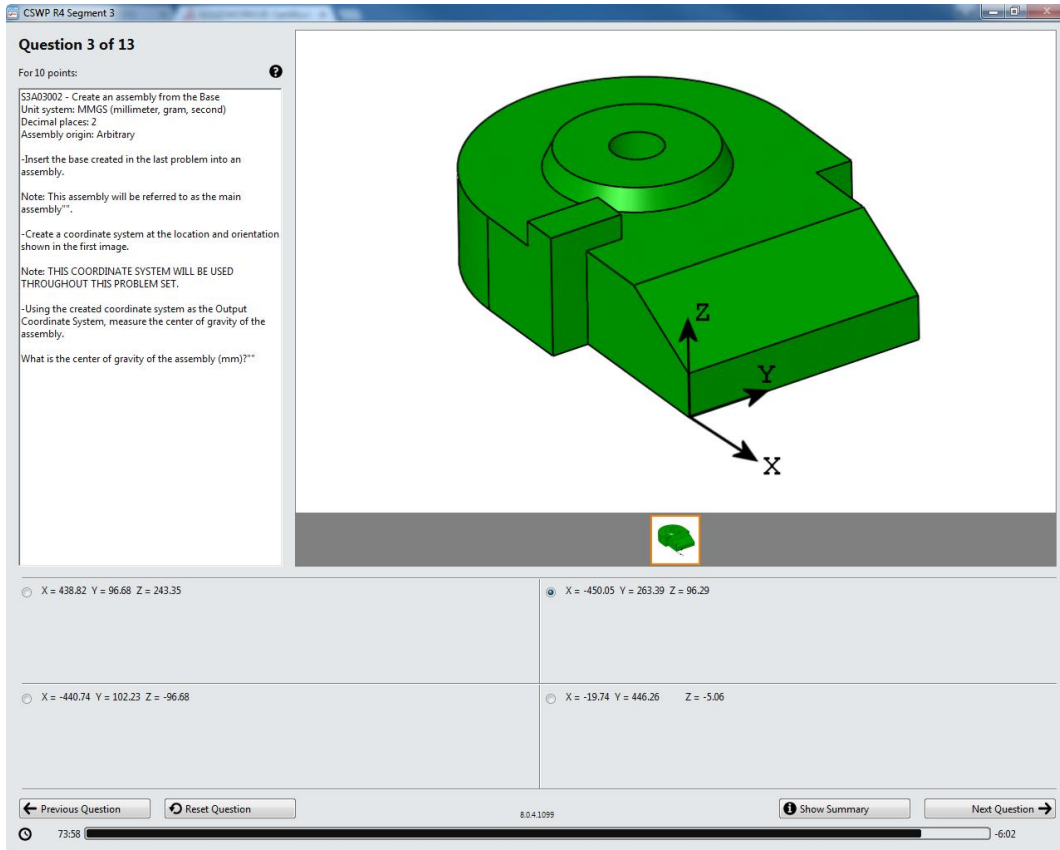 CSWP R4 Segment 3
Question 3 of 13
For 10 points:
S3A03002 - Create an assembly from the Base
Unit system: MMGS (millimeter, gram, second)
Decimal places: 2
Assembly origin: Arbitrary
-Insert the base created in the last problem into an
assembly.
Note: This assembly will be referred to as the main
assembly"".
-Create a coordinate system at the location and orientation
shown in the first image.
Note: THIS COORDINATE SYSTEM WILL BE USED
THROUGHOUT THIS PROBLEM SET.
-Using the created coordinate system as the Output
Coordinate System, measure the center of gravity of the
assembly.
What is the center of gravity of the assembly (mm)?""
Z
Y
X
X = 438.82 Y = 96.68 Z = 243.35
X = -450.05 Y = 263.39 Z = 96.29
X = -440.74 Y = 102.23 Z = -96.68
X = -19.74 Y = 446.26 Z = -5.06
Previous Question
Reset Question
8.0.4.1099
Show Summary
Next Question
73:58
-6:02